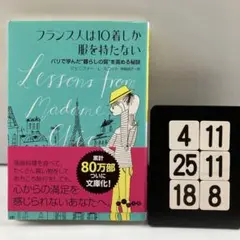 フランス人は10着しか
服を持たない
パリで学んだ“暮らしの質”を高める秘訣
Lessons from
Madame
Ch
累計
80万部
ついに
文庫化!
心からの満足を
感じられないあなたへ。
4 11
25 11
18 8